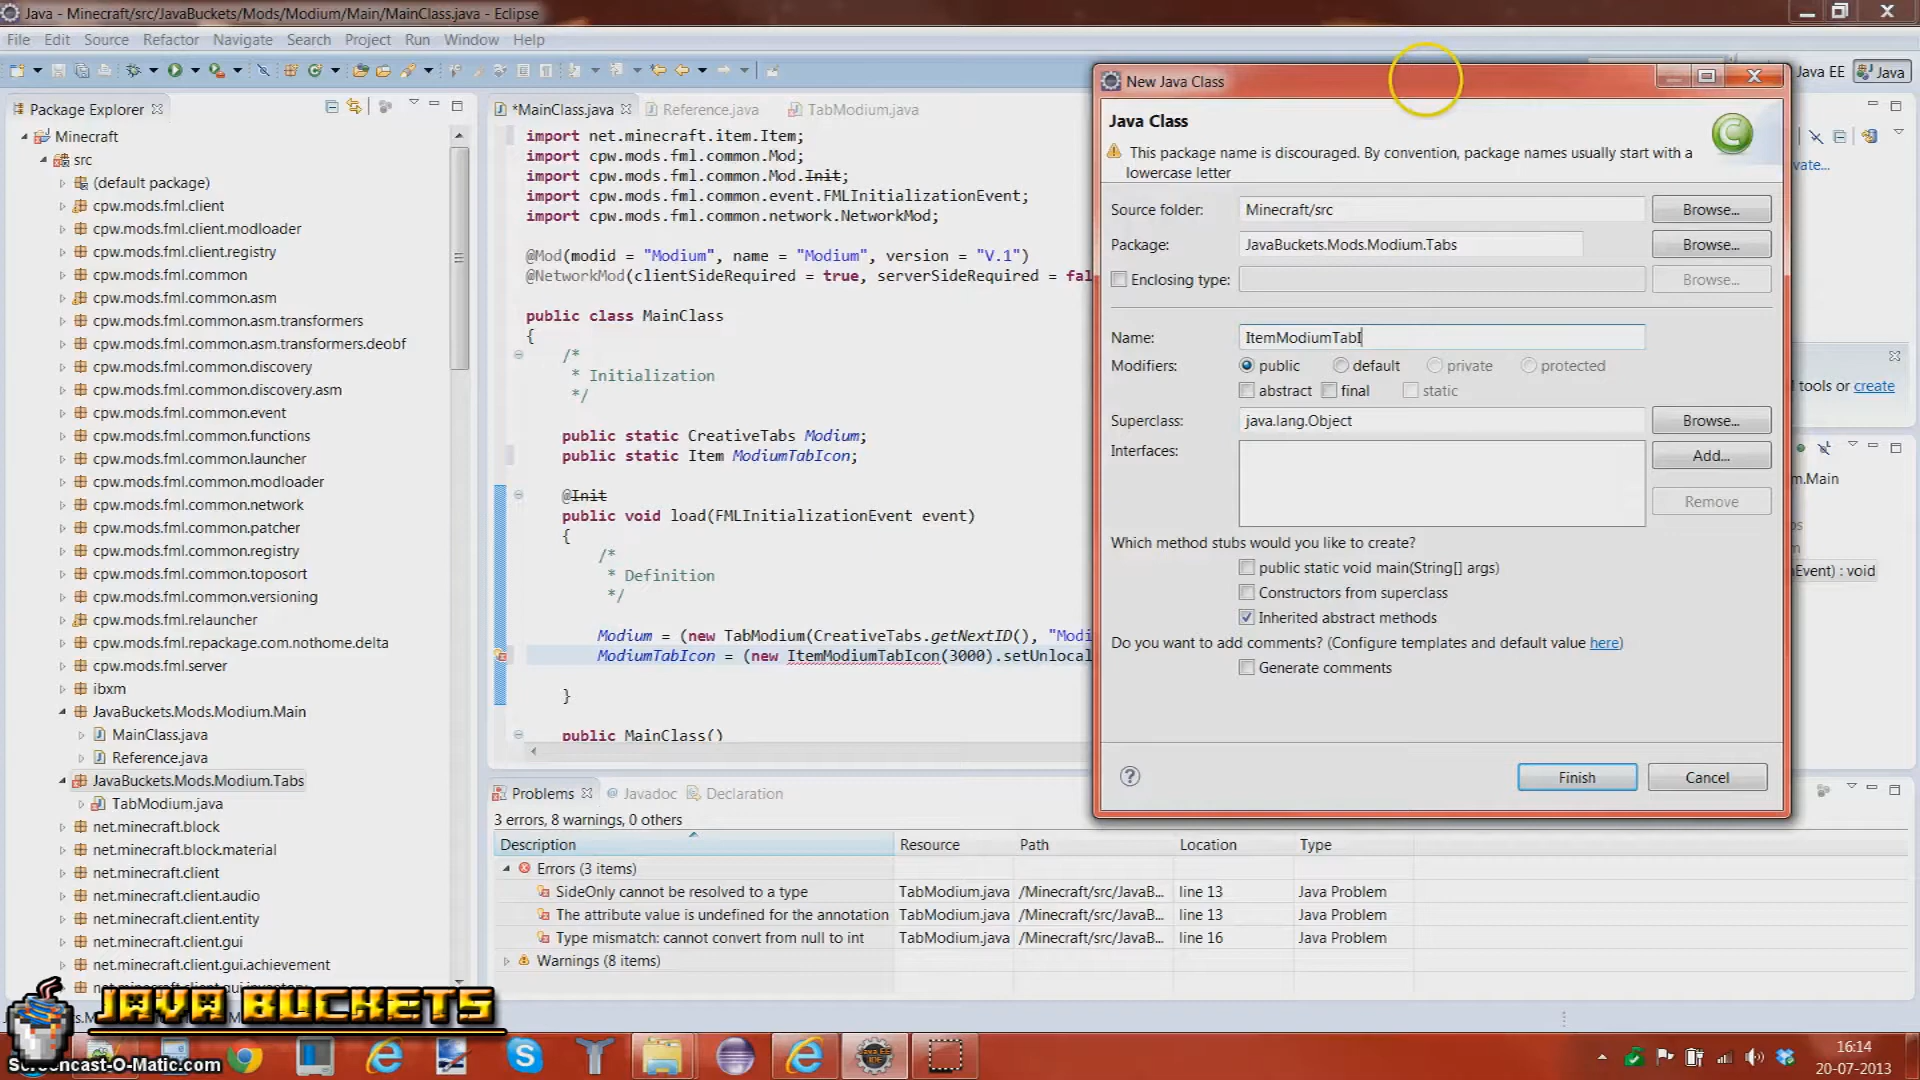 Java - Minecraft/src/JavaBuckets/Mods/Modium/Main/MainClass.java - Eclipse
File Edit Source Refactor Navigate Search Project Run Window Help
Java EE Java
Package Explorer
Minecraft
src
(default package)
cpw.mods.fml.client
cpw.mods.fml.client.modloader
cpw.mods.fml.client.registry
cpw.mods.fml.common
cpw.mods.fml.common.asm
cpw.mods.fml.common.asm.transformers
cpw.mods.fml.common.asm.transformers.deobf
cpw.mods.fml.common.discovery
cpw.mods.fml.common.discovery.asm
cpw.mods.fml.common.event
cpw.mods.fml.common.functions
cpw.mods.fml.common.launcher
cpw.mods.fml.common.modloader
cpw.mods.fml.common.network
cpw.mods.fml.common.patcher
cpw.mods.fml.common.registry
cpw.mods.fml.common.toposort
cpw.mods.fml.common.versioning
cpw.mods.fml.relauncher
cpw.mods.fml.repackage.com.nothome.delta
cpw.mods.fml.server
ibxm
JavaBuckets.Mods.Modium.Main
MainClass.java
Reference.java
JavaBuckets.Mods.Modium.Tabs
TabModium.java
net.minecraft.block
net.minecraft.block.material
net.minecraft.client
net.minecraft.client.audio
net.minecraft.client.entity
net.minecraft.client.gui
net.minecraft.client.gui.achievement
*MainClass.java Reference.java TabModium.java
import net.minecraft.item.Item;
import cpw.mods.fml.common.Mod;
import cpw.mods.fml.common.Mod.Init;
import cpw.mods.fml.common.event.FMLInitializationEvent;
import cpw.mods.fml.common.network.NetworkMod;
@Mod(modid = "Modium", name = "Modium", version = "V.1")
@NetworkMod(clientSideRequired = true, serverSideRequired = fal
public class MainClass
{
/*
* Initialization
*/
public static CreativeTabs Modium;
public static Item ModiumTabIcon;
@Init
public void load(FMLInitializationEvent event)
{
/*
* Definition
*/
Modium = (new TabModium(CreativeTabs.getNextID(), "Modi
ModiumTabIcon = (new ItemModiumTabIcon(3000).setUnlocal
}
public MainClass()
New Java Class
Java Class
This package name is discouraged. By convention, package names usually start with a
lowercase letter
Source folder: Minecraft/src Browse...
Package: JavaBuckets.Mods.Modium.Tabs Browse...
Enclosing type: Browse...
Name: ItemModiumTabI
Modifiers: public default private protected
abstract final static
Superclass: java.lang.Object Browse...
Interfaces: Add...
Remove
Which method stubs would you like to create?
public static void main(String[] args)
Constructors from superclass
Inherited abstract methods
Do you want to add comments? (Configure templates and default value here)
Generate comments
Finish Cancel
vate...
l tools or create
m.Main
Event) : void
Problems Javadoc Declaration
3 errors, 8 warnings, 0 others
Description Resource Path Location Type
Errors (3 items)
SideOnly cannot be resolved to a type TabModium.java /Minecraft/src/JavaB... line 13 Java Problem
The attribute value is undefined for the annotation TabModium.java /Minecraft/src/JavaB... line 13 Java Problem
Type mismatch: cannot convert from null to int TabModium.java /Minecraft/src/JavaB... line 16 Java Problem
Warnings (8 items)
JAVA BUCKETS
Screencast-O-Matic.com
16:14
20-07-2013